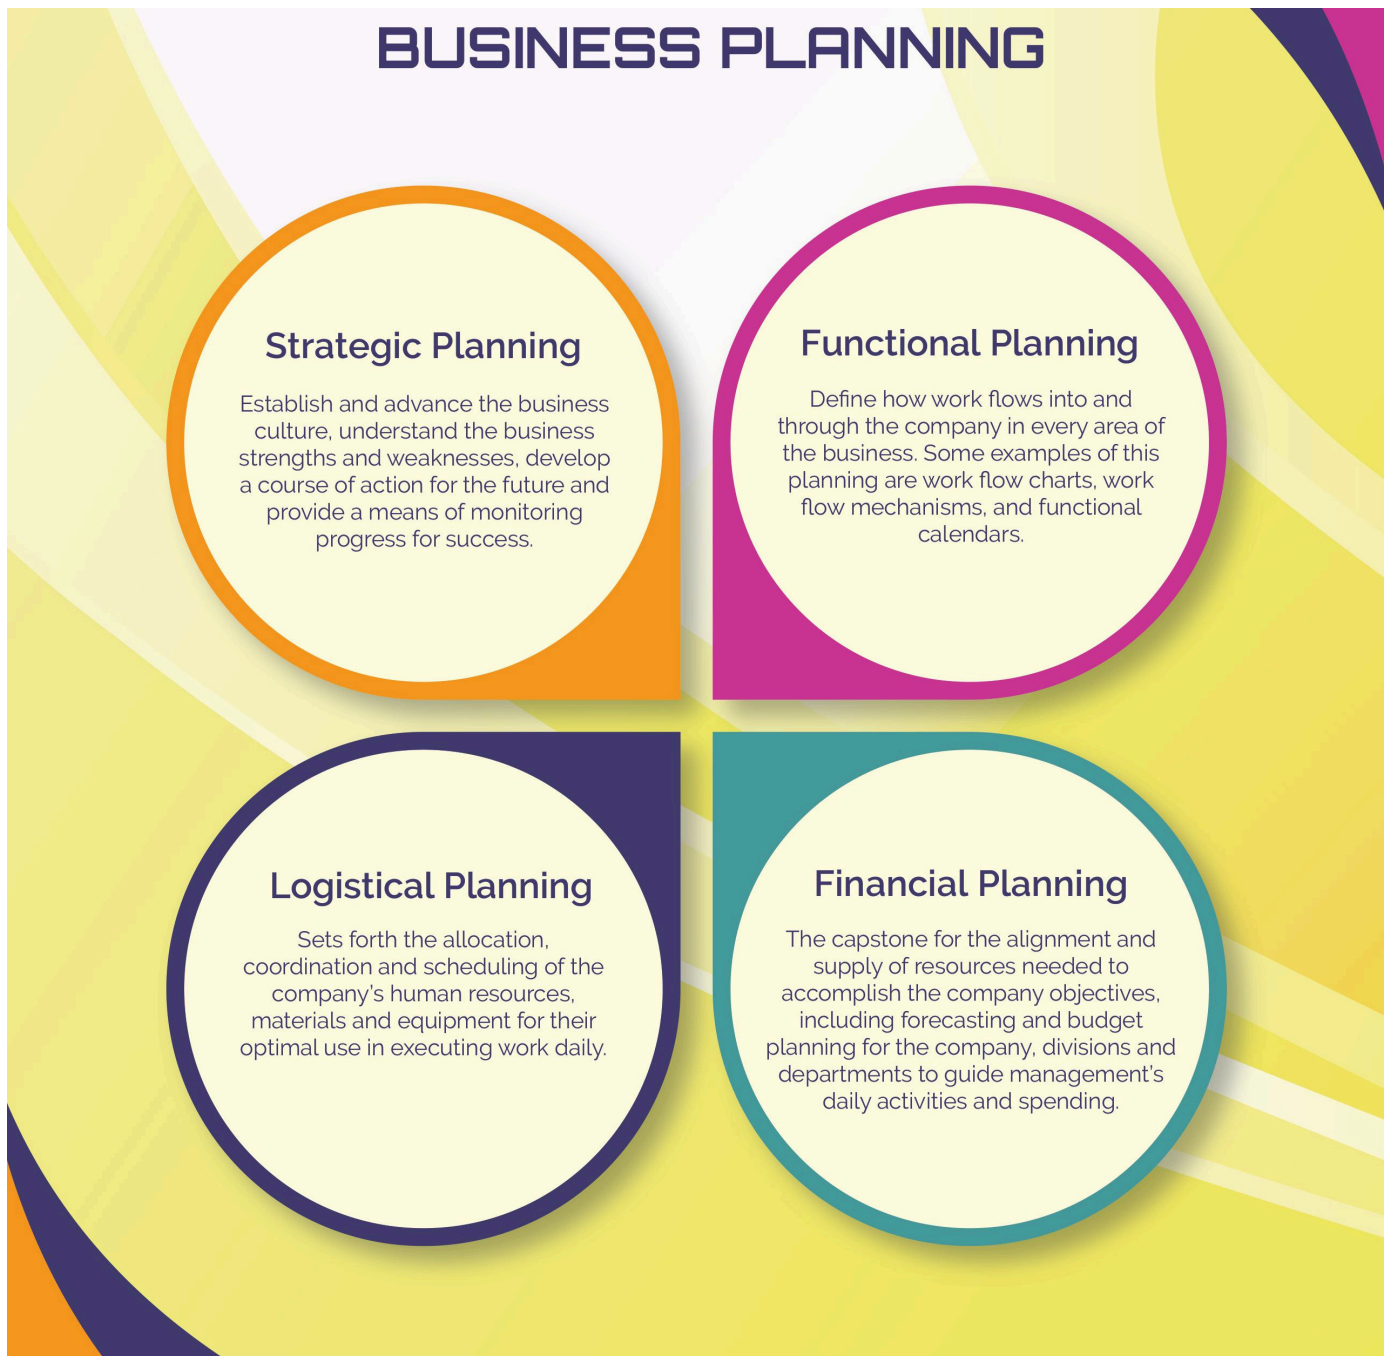 BUSINESS PLANNING
Strategic Planning
Establish and advance the business
culture, understand the business
strengths and weaknesses, develop
a course of action for the future and
provide a means of monitoring
progress for success.
Functional Planning
Define how work flows into and
through the company in every area of
the business. Some examples of this
planning are work flow charts, work
flow mechanisms, and functional
calendars.
Logistical Planning
Sets forth the allocation,
coordination and scheduling of the
company's human resources,
materials and equipment for their
optimal use in executing work daily.
Financial Planning
The capstone for the alignment and
supply of resources needed to
accomplish the company objectives,
including forecasting and budget
planning for the company, divisions and
departments to guide management's
daily activities and spending.